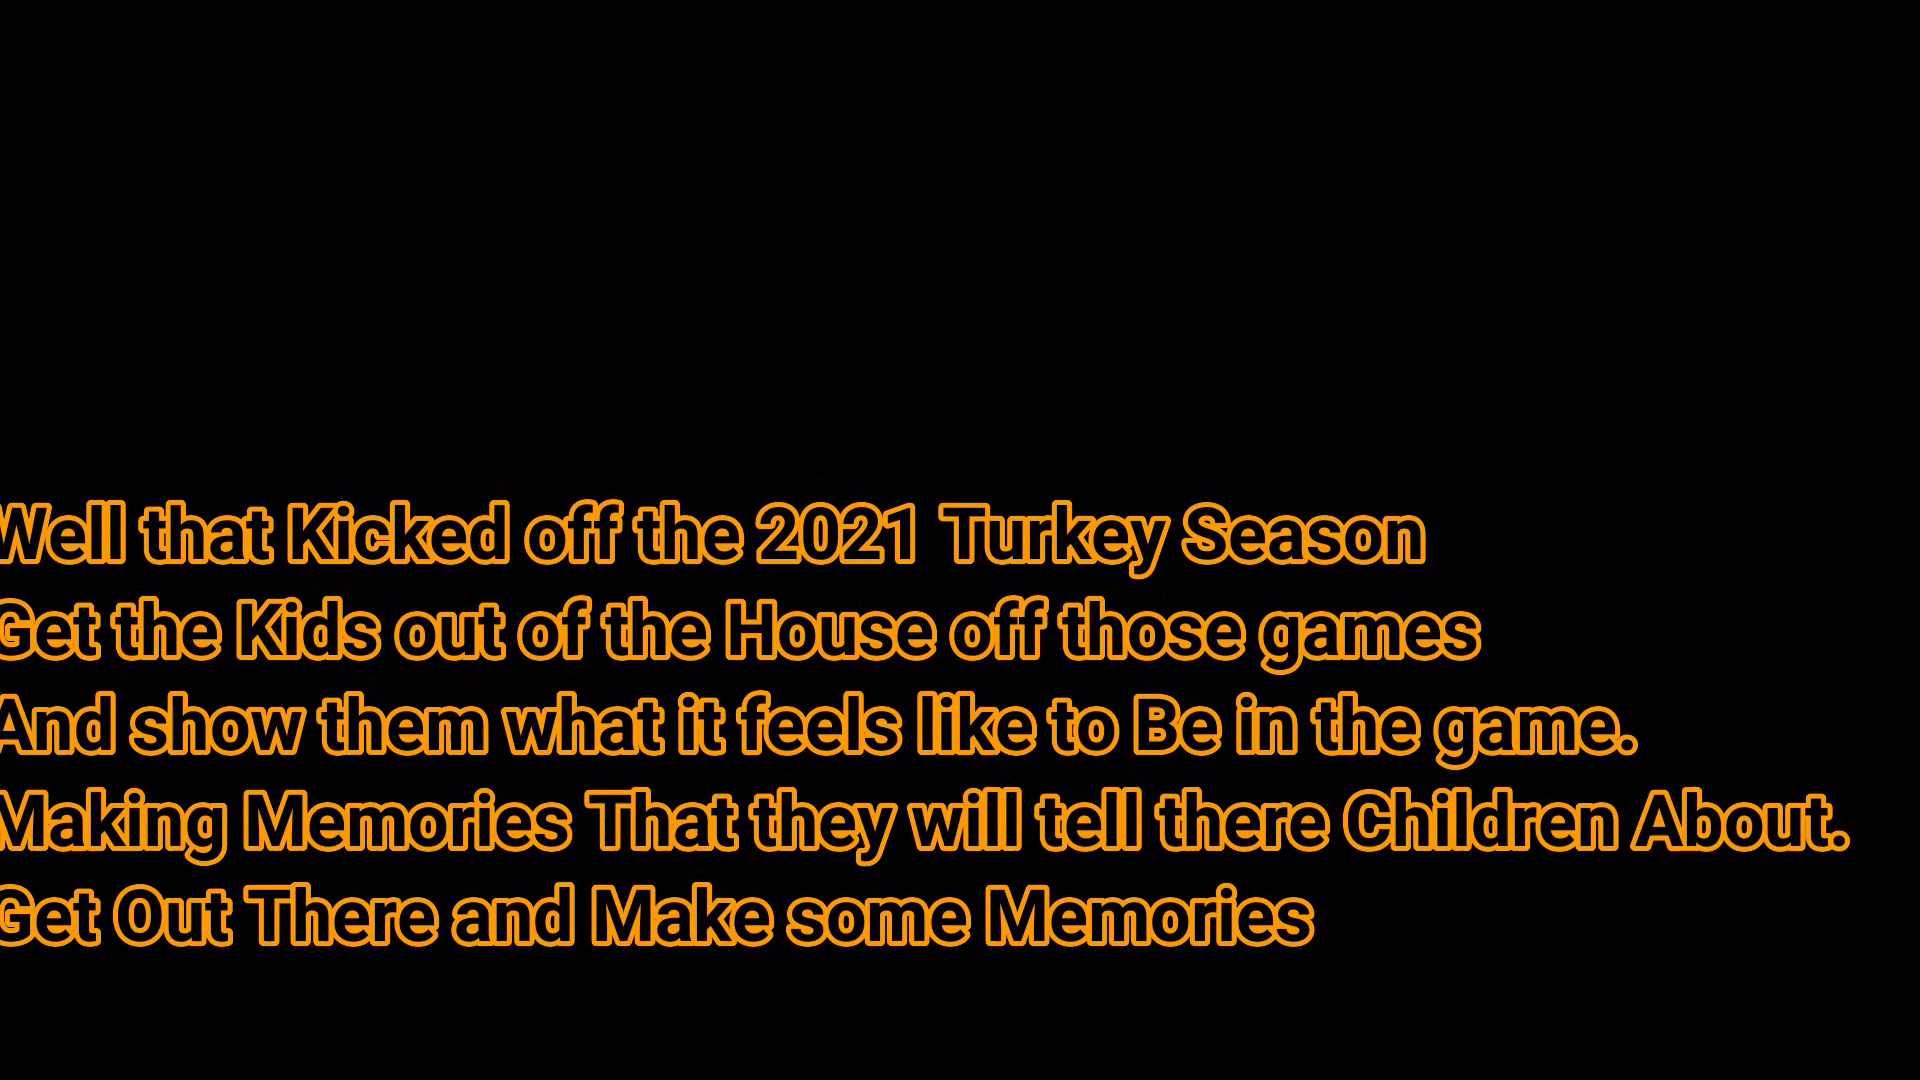 Well that Kicked off the 2021 Turkey Season
Get the Kids out of the House off those games
And show them what it feels like to Be in the game.
Making Memories That they will tell there Children About.
Get Out There and Make some Memories